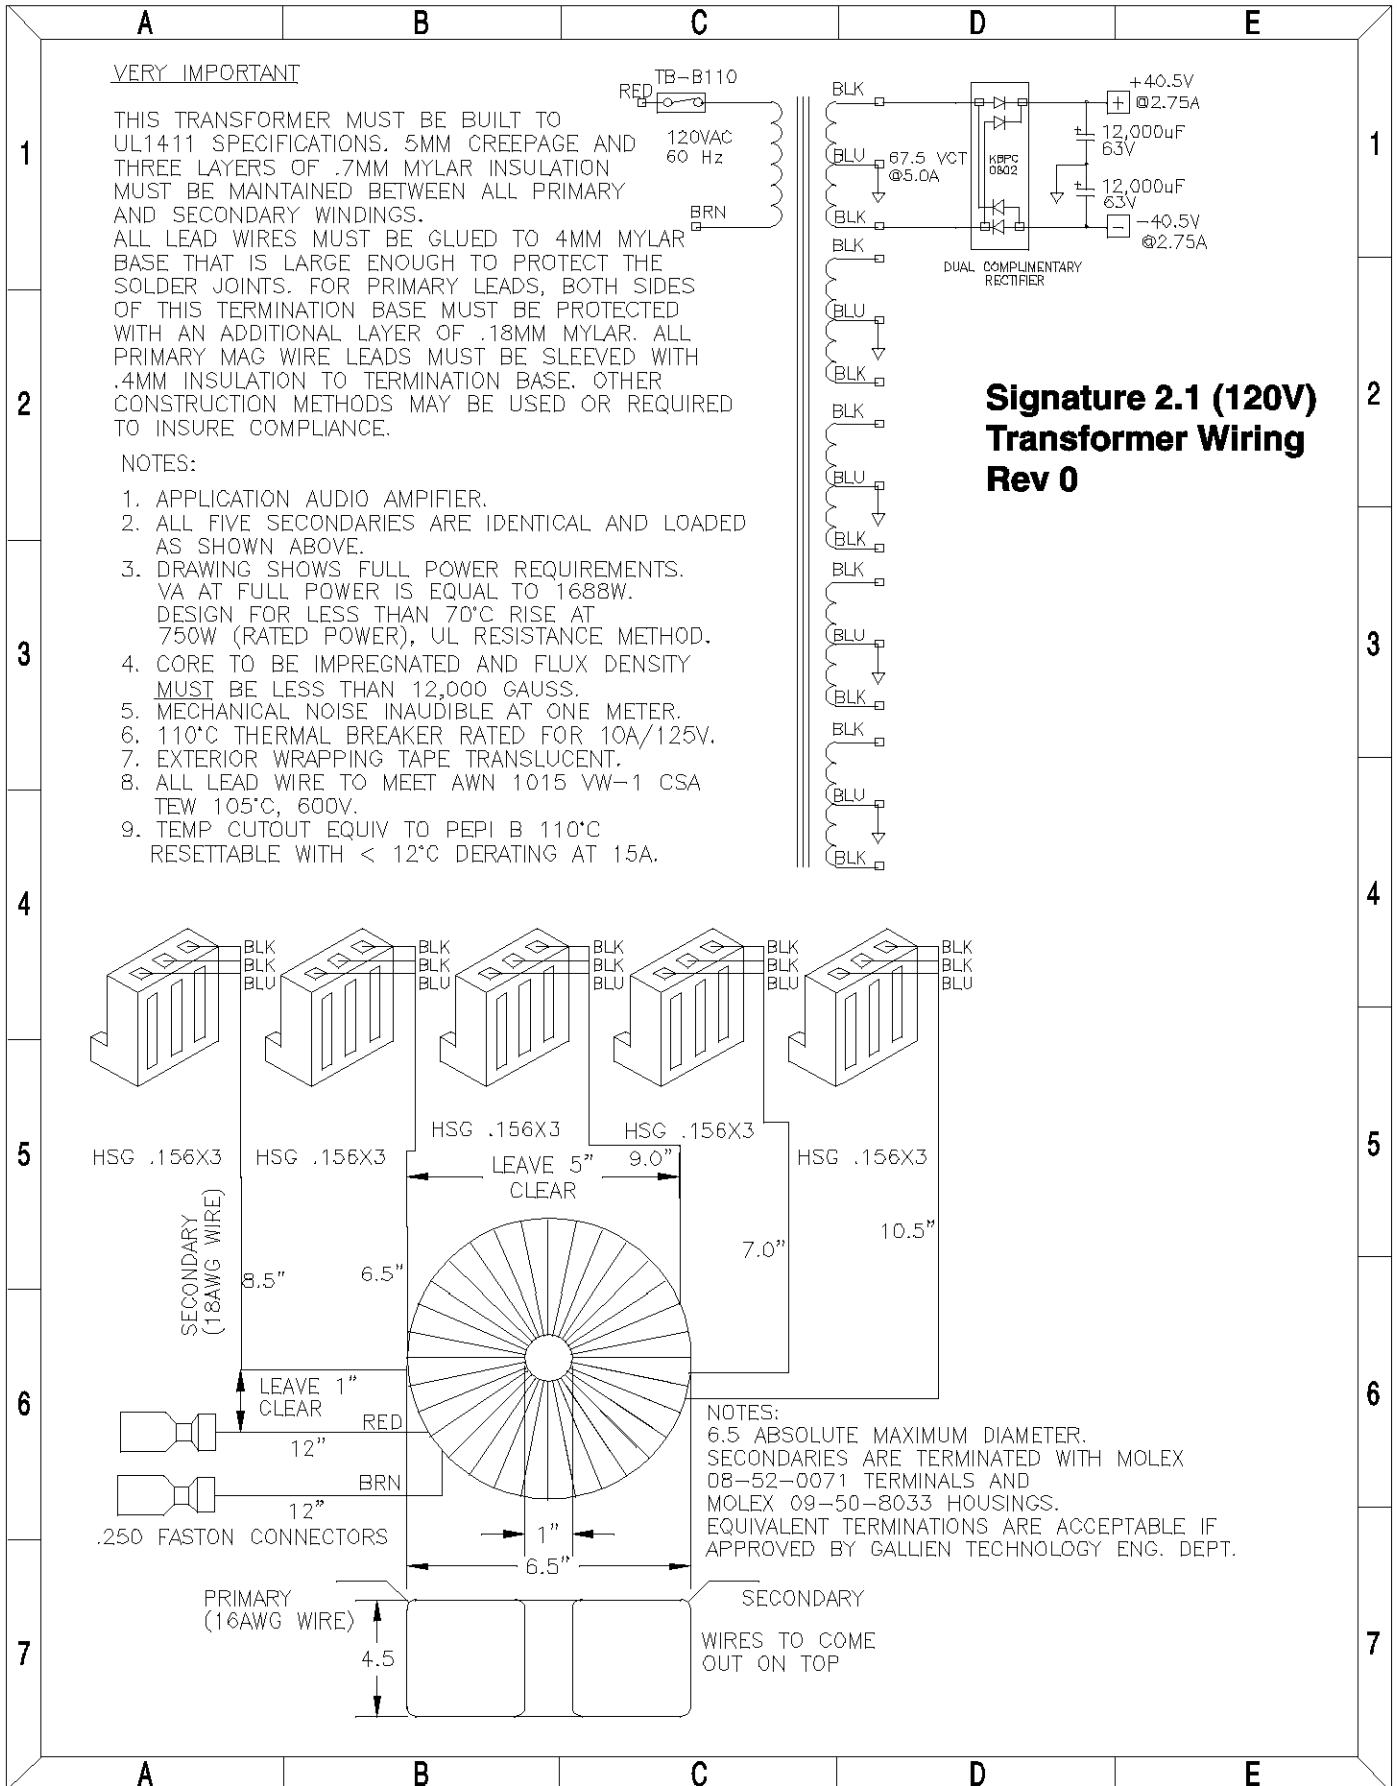 A B C D E
1
2
3
4
5
6
7
VERY IMPORTANT
THIS TRANSFORMER MUST BE BUILT TO
UL1411 SPECIFICATIONS. 5MM CREEPAGE AND
THREE LAYERS OF .7MM MYLAR INSULATION
MUST BE MAINTAINED BETWEEN ALL PRIMARY
AND SECONDARY WINDINGS.
ALL LEAD WIRES MUST BE GLUED TO 4MM MYLAR
BASE THAT IS LARGE ENOUGH TO PROTECT THE
SOLDER JOINTS. FOR PRIMARY LEADS, BOTH SIDES
OF THIS TERMINATION BASE MUST BE PROTECTED
WITH AN ADDITIONAL LAYER OF .18MM MYLAR. ALL
PRIMARY MAG WIRE LEADS MUST BE SLEEVED WITH
.4MM INSULATION TO TERMINATION BASE. OTHER
CONSTRUCTION METHODS MAY BE USED OR REQUIRED
TO INSURE COMPLIANCE.
NOTES:
1. APPLICATION AUDIO AMPIFIER.
2. ALL FIVE SECONDARIES ARE IDENTICAL AND LOADED
AS SHOWN ABOVE.
3. DRAWING SHOWS FULL POWER REQUIREMENTS.
VA AT FULL POWER IS EQUAL TO 1688W.
DESIGN FOR LESS THAN 70°C RISE AT
750W (RATED POWER), UL RESISTANCE METHOD.
4. CORE TO BE IMPREGNATED AND FLUX DENSITY
MUST BE LESS THAN 12,000 GAUSS.
5. MECHANICAL NOISE INAUDIBLE AT ONE METER.
6. 110°C THERMAL BREAKER RATED FOR 10A/125V.
7. EXTERIOR WRAPPING TAPE TRANSLUCENT.
8. ALL LEAD WIRE TO MEET AWN 1015 VW-1 CSA
TEW 105°C, 600V.
9. TEMP CUTOUT EQUIV TO PEPI B 110°C
RESETTABLE WITH < 12°C DERATING AT 15A.
TB-B110
RED
120VAC
60 Hz
BRN
BLK
BLU
BLK
67.5 VCT
@5.0A
KBPC
0802
DUAL COMPLIMENTARY
RECTIFIER
+40.5V
@2.75A
+
+ 12,000uF
63V
+ 12,000uF
63V
-
-40.5V
@2.75A
BLK
BLU
BLK
BLK
BLU
BLK
BLK
BLU
BLK
BLK
BLU
BLK
Signature 2.1 (120V)
Transformer Wiring
Rev 0
BLK
BLK
BLU
BLK
BLK
BLU
BLK
BLK
BLU
BLK
BLK
BLU
BLK
BLK
BLU
HSG .156X3
HSG .156X3
HSG .156X3
HSG .156X3
HSG .156X3
LEAVE 5"
CLEAR
9.0"
SECONDARY
(18AWG WIRE)
8.5"
6.5"
7.0"
10.5"
LEAVE 1"
CLEAR
RED
12"
BRN
12"
.250 FASTON CONNECTORS
1"
6.5"
NOTES:
6.5 ABSOLUTE MAXIMUM DIAMETER.
SECONDARIES ARE TERMINATED WITH MOLEX
08-52-0071 TERMINALS AND
MOLEX 09-50-8033 HOUSINGS.
EQUIVALENT TERMINATIONS ARE ACCEPTABLE IF
APPROVED BY GALLIEN TECHNOLOGY ENG. DEPT.
PRIMARY
(16AWG WIRE)
4.5
SECONDARY
WIRES TO COME
OUT ON TOP
1
2
3
4
5
6
7
A B C D E